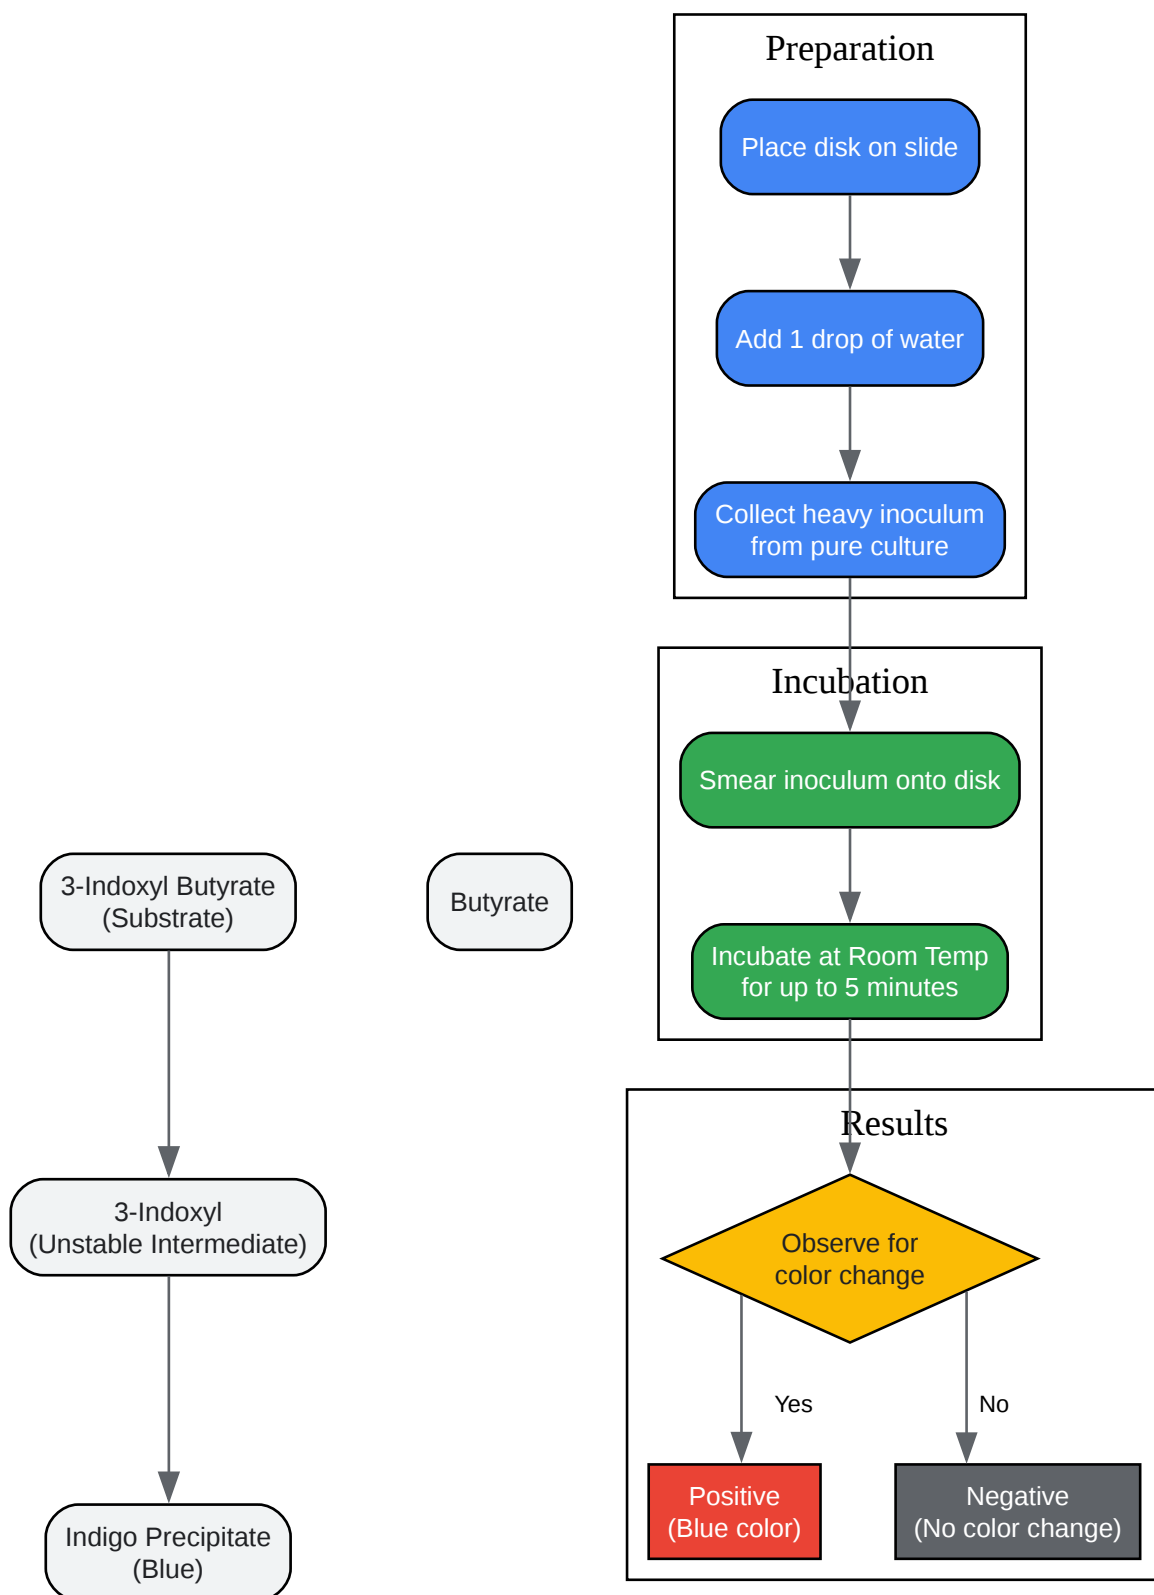 Preparation
Place disk on slide
Add 1 drop of water
Collect heavy inoculum
from pure culture
Incubation
Smear inoculum onto disk
Incubate at Room Temp
for up to 5 minutes
Results
Observe for
color change
Yes
No
Positive
(Blue color)
Negative
(No color change)
3-Indoxyl Butyrate
(Substrate)
Butyrate
3-Indoxyl
(Unstable Intermediate)
Indigo Precipitate
(Blue)